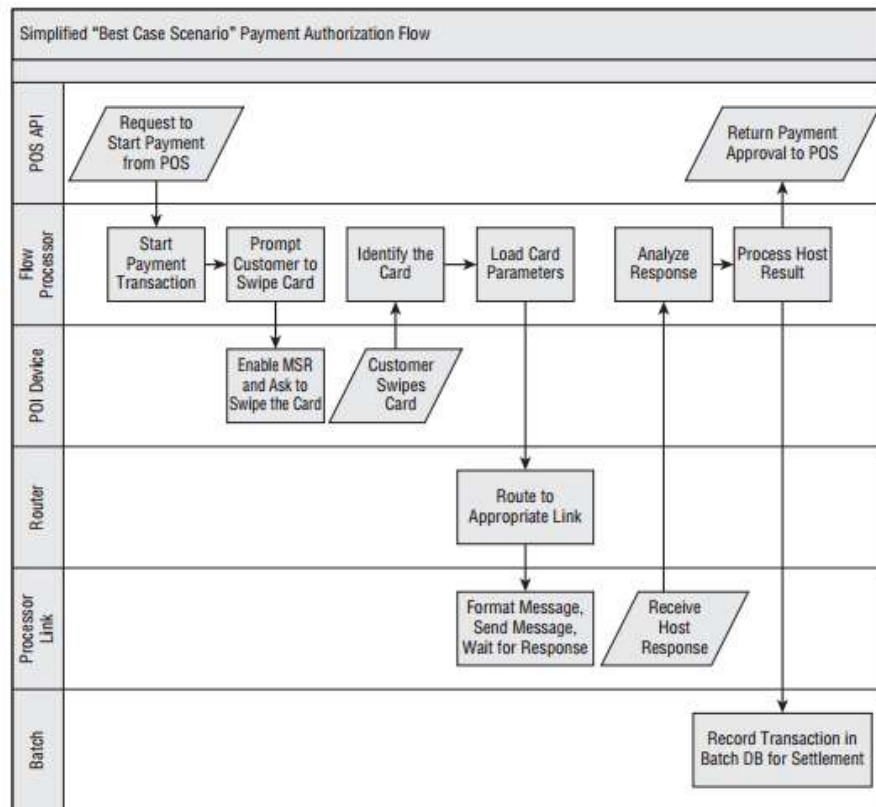 Simplified “Best Case Scenario” Payment Authorization Flow
POS API
Request to
Start Payment
from POS
Return Payment
Approval to POS
Flow
Processor
Start
Payment
Transaction
Prompt
Customer to
Swipe Card
Identify the
Card
Load Card
Parameters
Analyze
Response
Process Host
Result
POI Device
Enable MSR
and Ask to
Swipe the Card
Customer
Swipes
Card
Router
Route to
Appropriate Link
Processor
Link
Format Message,
Send Message,
Wait for Response
Receive
Host
Response
Batch
Record Transaction in
Batch DB for Settlement